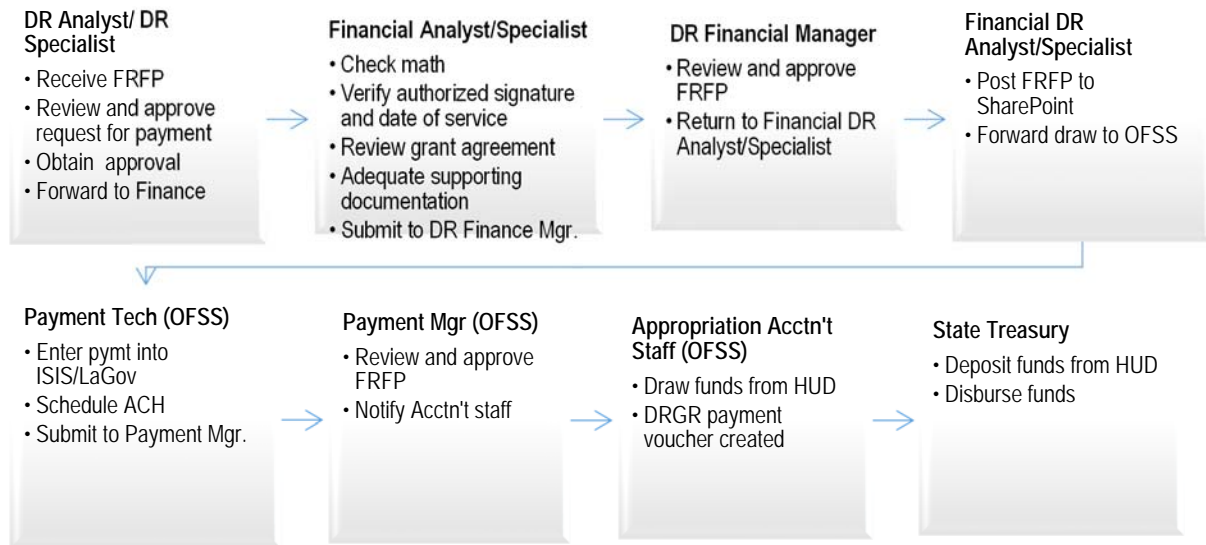 DR Analyst/ DR
Specialist
• Receive FRFP
• Review and approve
request for payment
• Obtain approval
• Forward to Finance
Financial Analyst/Specialist
• Check math
• Verify authorized signature
and date of service
• Review grant agreement
• Adequate supporting
documentation
• Submit to DR Finance Mgr.
DR Financial Manager
• Review and approve
FRFP
• Return to Financial DR
Analyst/Specialist
Financial DR
Analyst/Specialist
• Post FRFP to
SharePoint
• Forward draw to OFSS
Payment Tech (OFSS)
• Enter pymt into
ISIS/LaGov
• Schedule ACH
• Submit to Payment Mgr.
Payment Mgr (OFSS)
• Review and approve
FRFP
• Notify Acctn't staff
Appropriation Acctn't
Staff (OFSS)
• Draw funds from HUD
• DRGR payment
voucher created
State Treasury
• Deposit funds from HUD
• Disburse funds